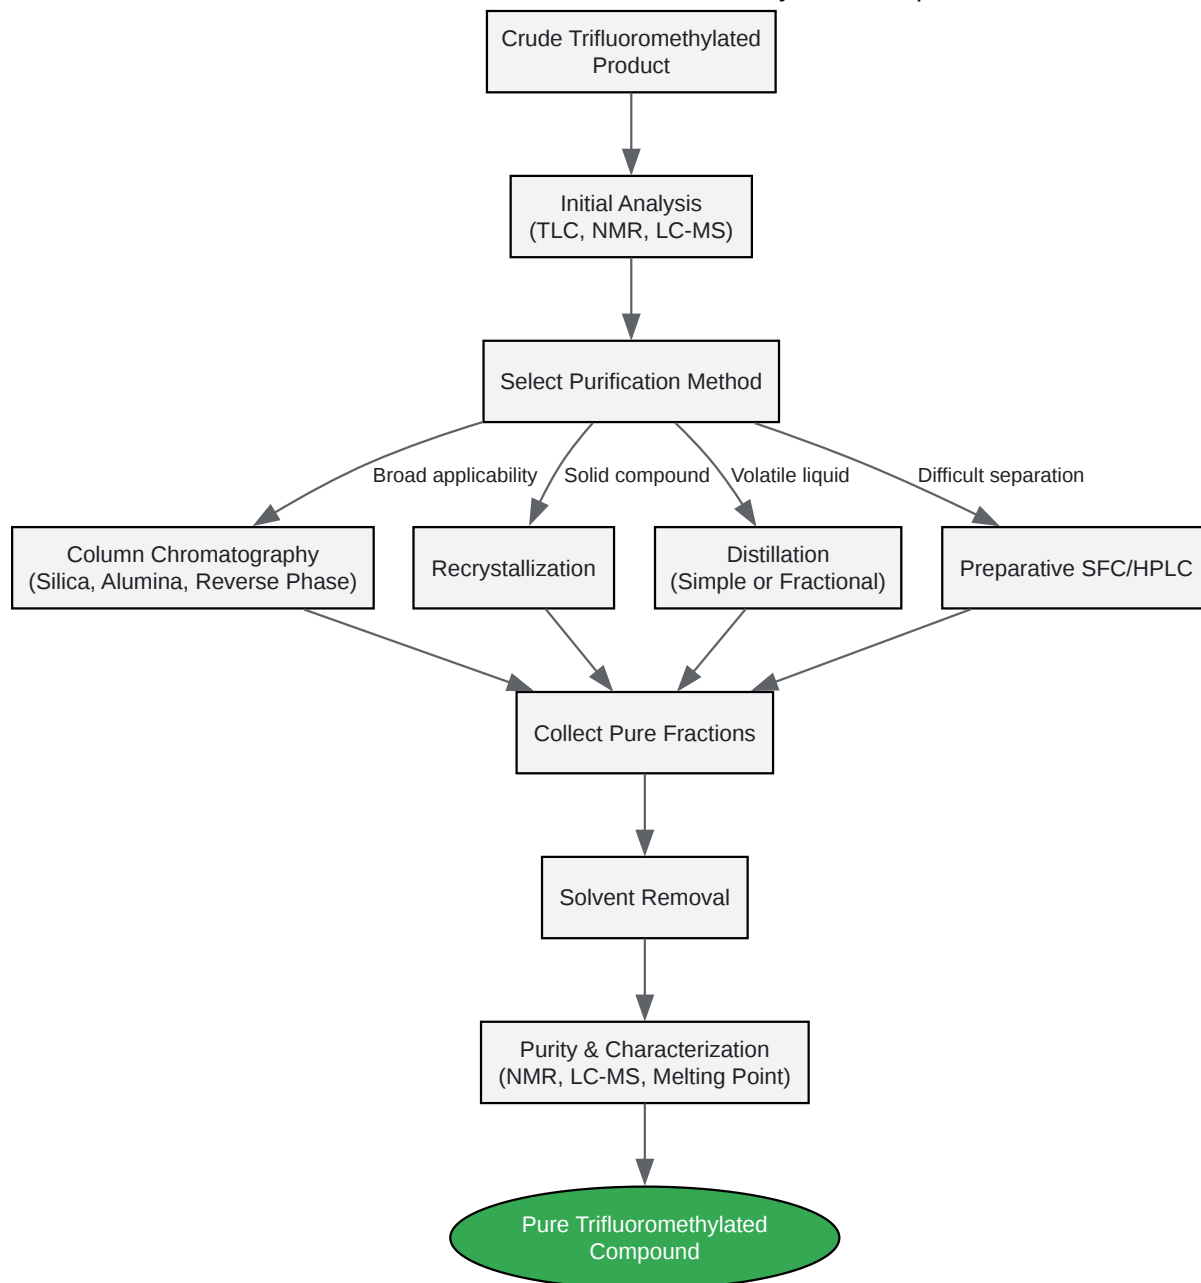 Crude Trifluoromethylated
Product
Initial Analysis
(TLC, NMR, LC-MS)
Select Purification Method
Broad applicability
Solid compound
Volatile liquid
Difficult separation
Column Chromatography
(Silica, Alumina, Reverse Phase)
Recrystallization
Distillation
(Simple or Fractional)
Preparative SFC/HPLC
Collect Pure Fractions
Solvent Removal
Purity & Characterization
(NMR, LC-MS, Melting Point)
Pure Trifluoromethylated
Compound